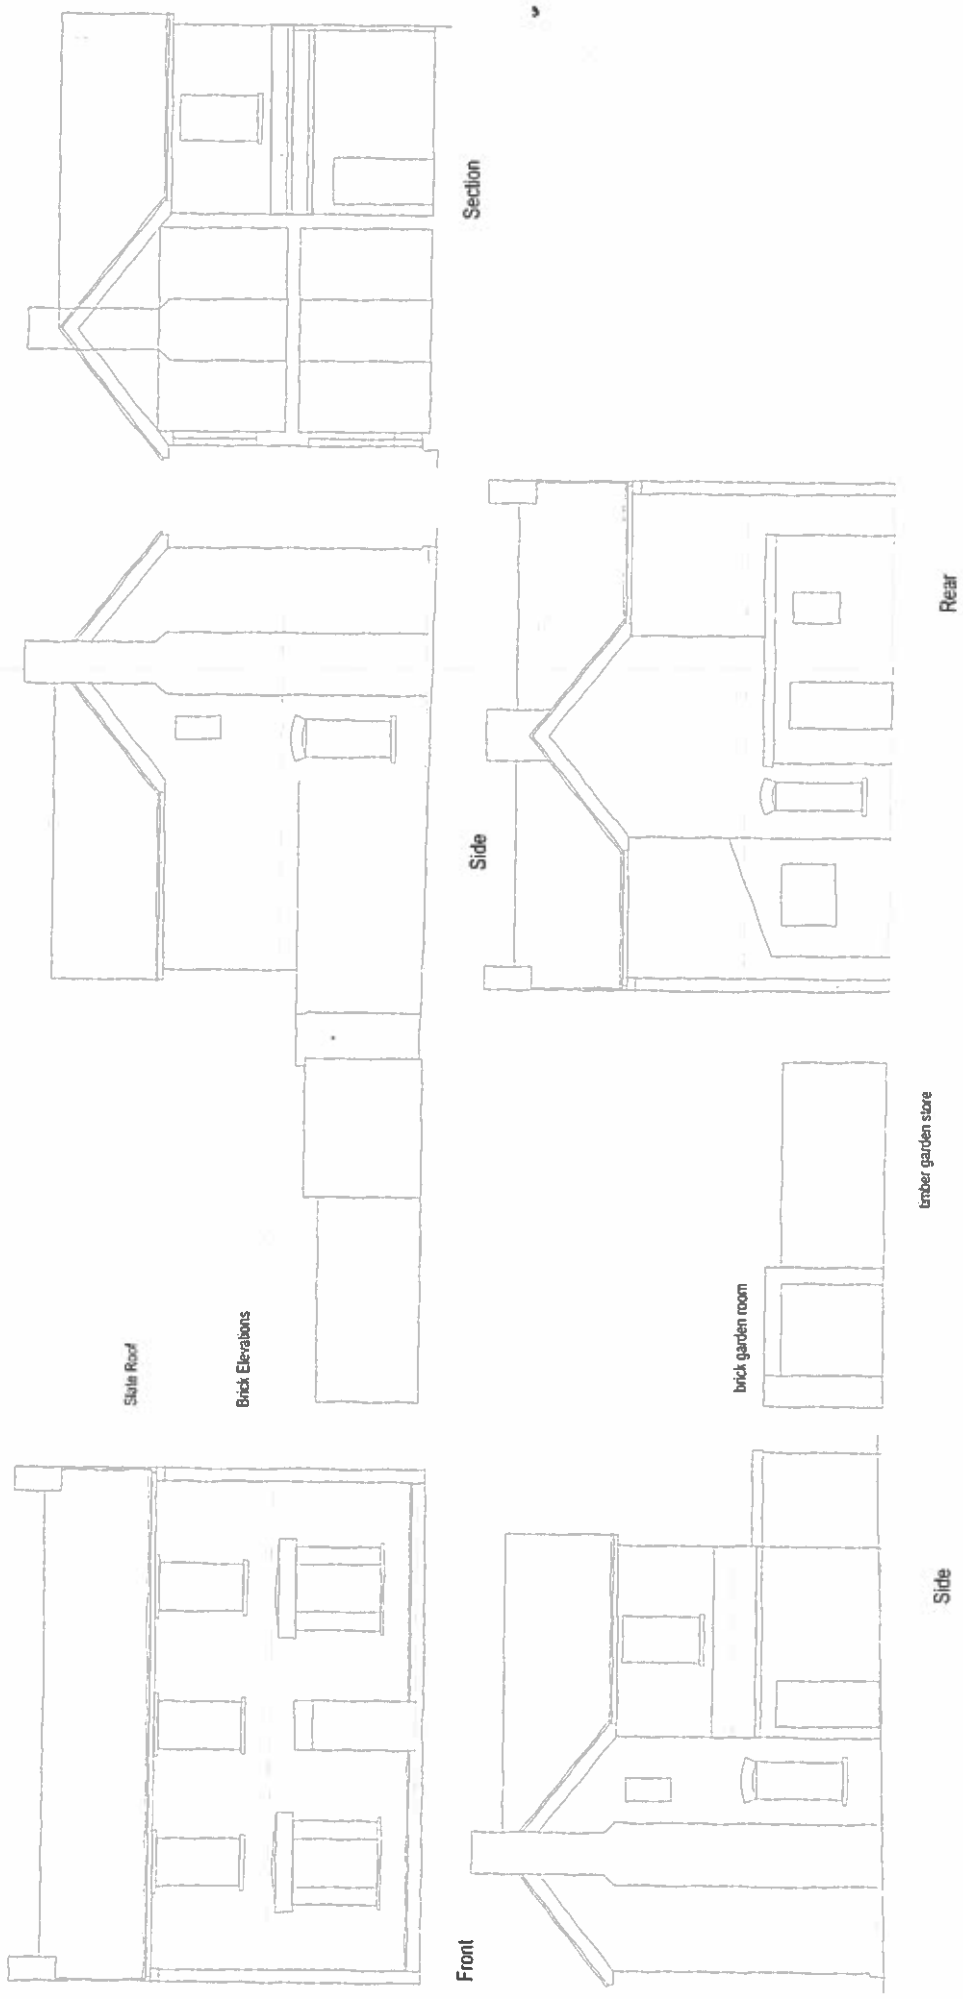 Slate Roof
Brick Elevations
Front
Side
Section
brick garden room
timber garden store
Side
Rear